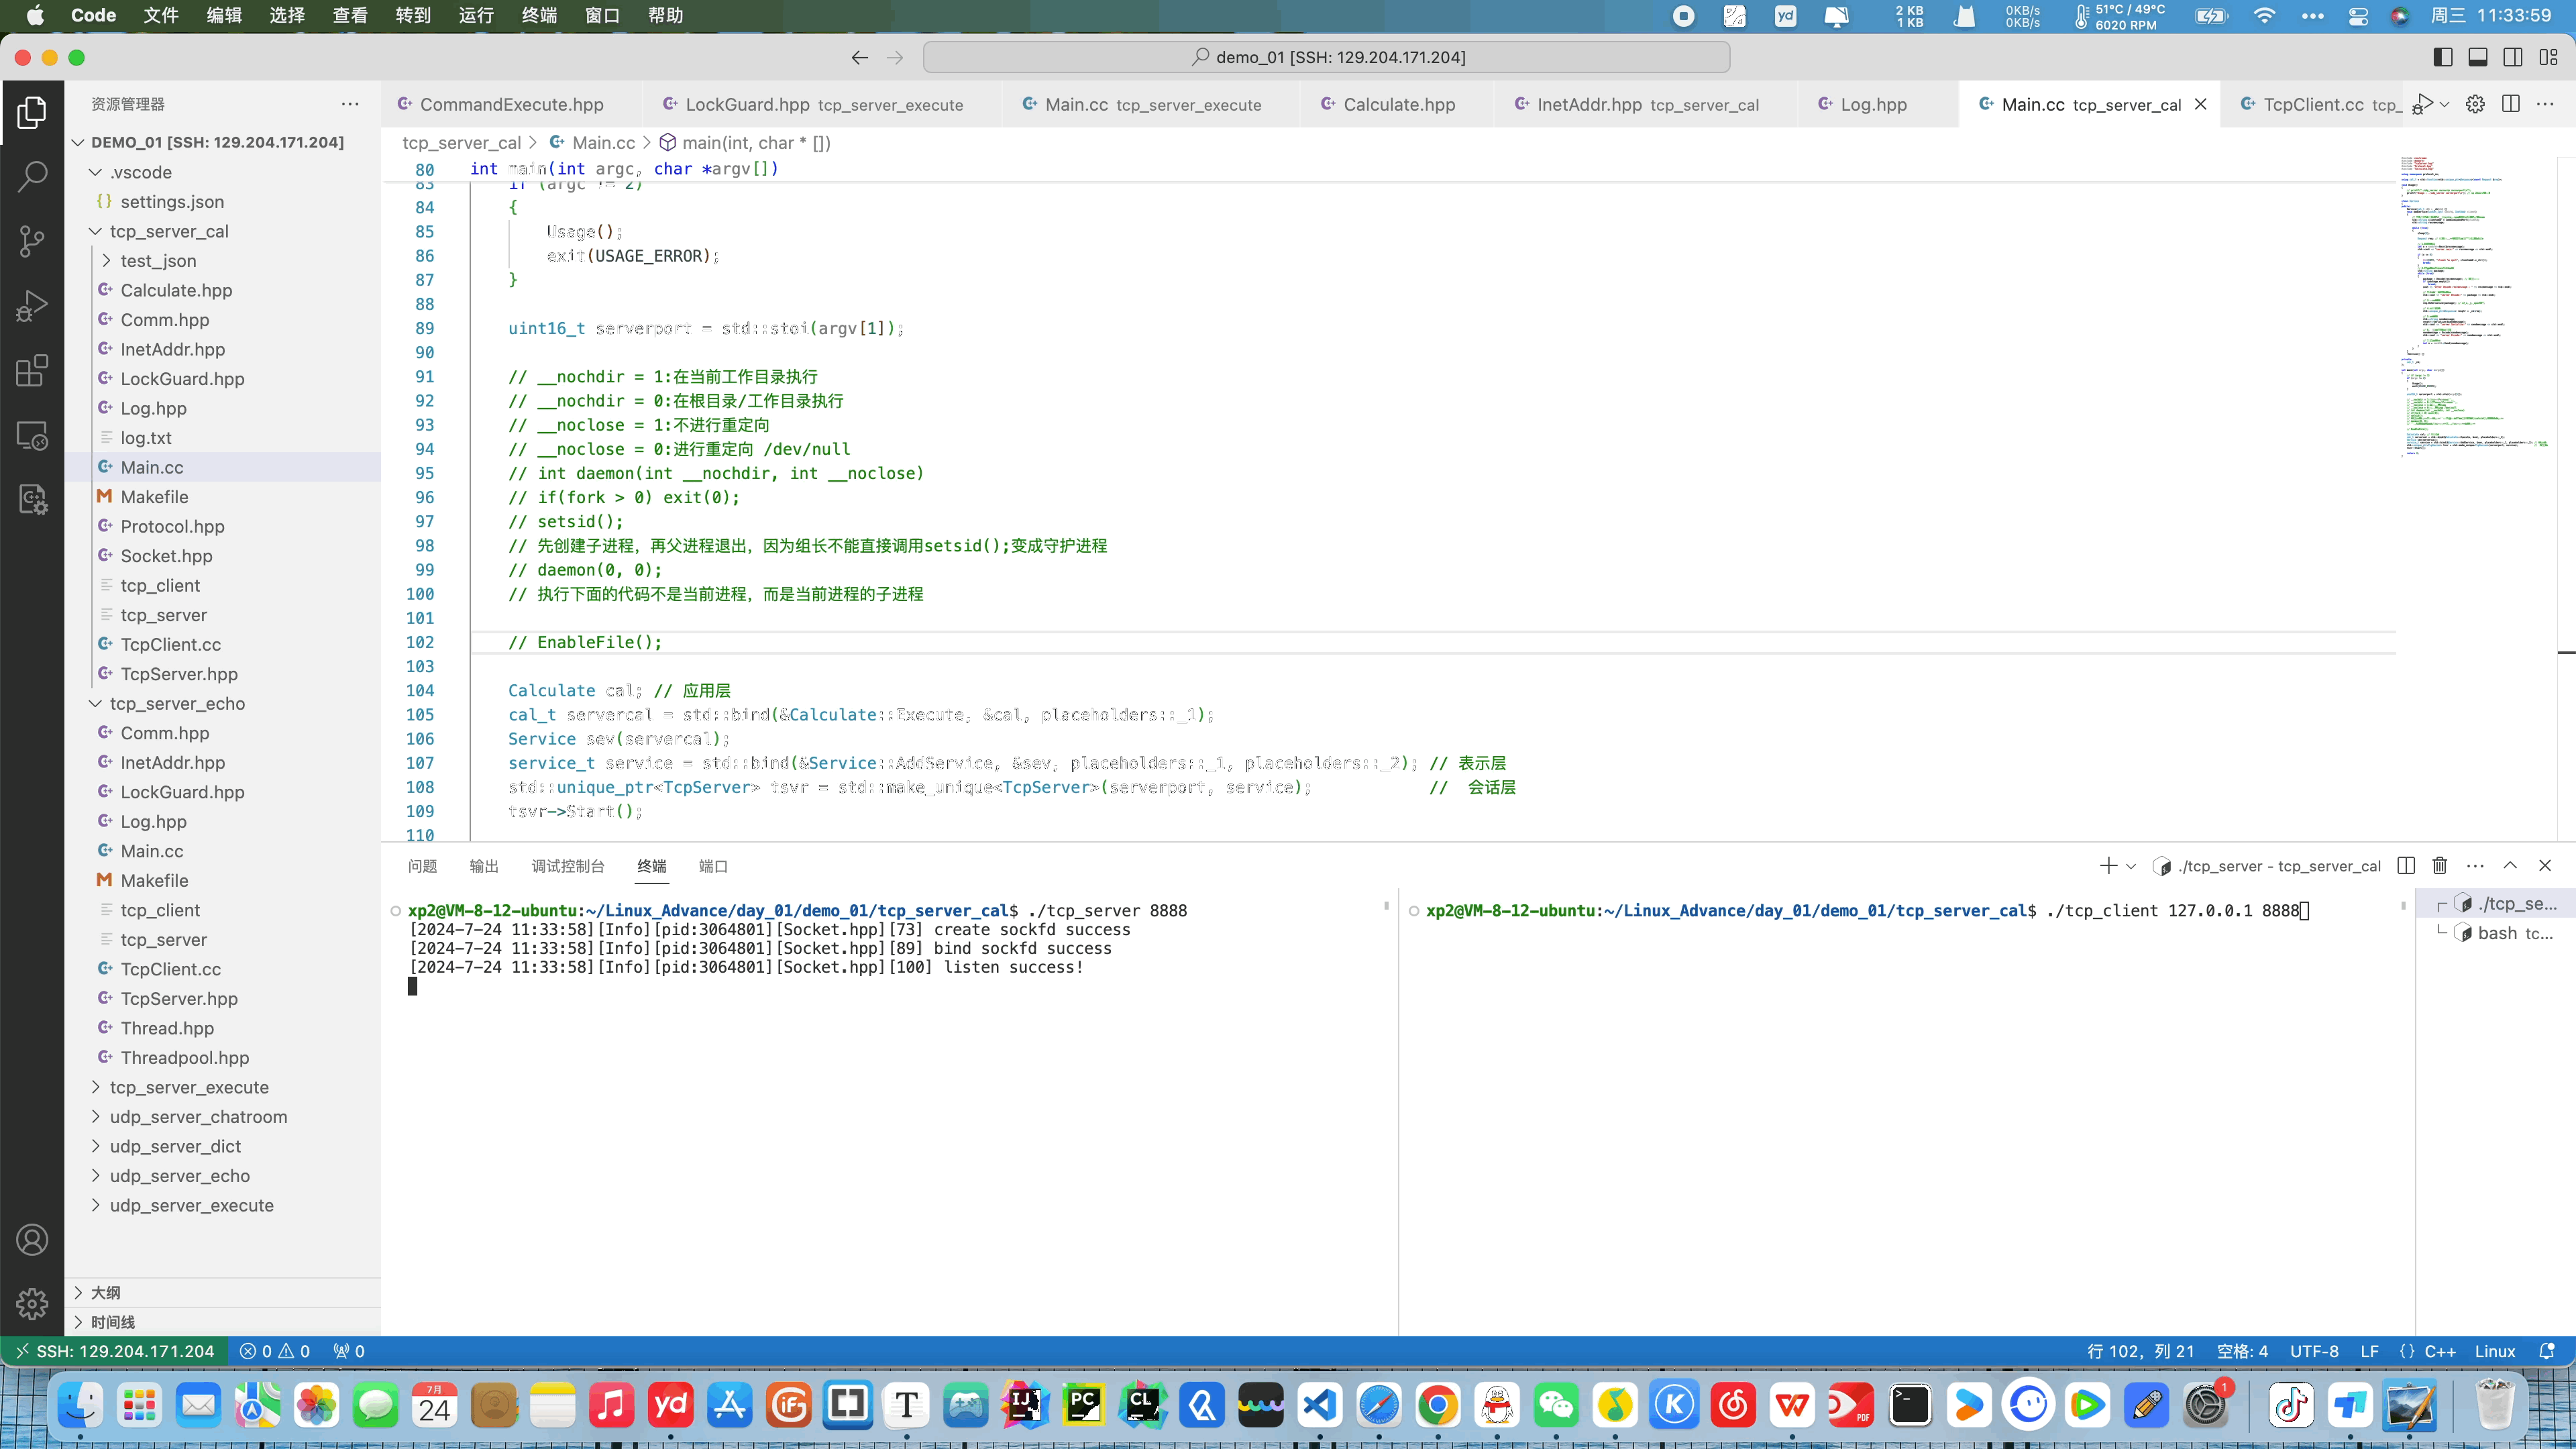 Code 文件 编辑 选择 查看 转到 运行 终端 窗口 帮助
yd 2 KB 1 KB 0KB/s 0KB/s 51°C / 49°C 6020 RPM 周三 11:33:59
demo_01 [SSH: 129.204.171.204]
资源管理器
DEMO_01 [SSH: 129.204.171.204]
.vscode
settings.json
tcp_server_cal
test_json
Calculate.hpp
Comm.hpp
InetAddr.hpp
LockGuard.hpp
Log.hpp
log.txt
Main.cc
Makefile
Protocol.hpp
Socket.hpp
tcp_client
tcp_server
TcpClient.cc
TcpServer.hpp
tcp_server_echo
Comm.hpp
InetAddr.hpp
LockGuard.hpp
Log.hpp
Main.cc
Makefile
tcp_client
tcp_server
TcpClient.cc
TcpServer.hpp
Thread.hpp
Threadpool.hpp
tcp_server_execute
udp_server_chatroom
udp_server_dict
udp_server_echo
udp_server_execute
大纲
时间线
CommandExecute.hpp LockGuard.hpp tcp_server_execute Main.cc tcp_server_execute Calculate.hpp InetAddr.hpp tcp_server_cal Log.hpp Main.cc tcp_server_cal TcpClient.cc tcp_
tcp_server_cal > Main.cc > main(int, char * [])
80 int main(int argc, char *argv[])
83 if (argc != 2)
84 {
85 Usage();
86 exit(USAGE_ERROR);
87 }
88
89 uint16_t serverport = std::stoi(argv[1]);
90
91 // __nochdir = 1:在当前工作目录执行
92 // __nochdir = 0:在根目录/工作目录执行
93 // __noclose = 1:不进行重定向
94 // __noclose = 0:进行重定向 /dev/null
95 // int daemon(int __nochdir, int __noclose)
96 // if(fork > 0) exit(0);
97 // setsid();
98 // 先创建子进程，再父进程退出，因为组长不能直接调用setsid();变成守护进程
99 // daemon(0, 0);
100 // 执行下面的代码不是当前进程，而是当前进程的子进程
101
102 // EnableFile();
103
104 Calculate cal; // 应用层
105 cal_t servercal = std::bind(&Calculate::Execute, &cal, placeholders::_1);
106 Service sev(servercal);
107 service_t service = std::bind(&Service::AddService, &sev, placeholders::_1, placeholders::_2); // 表示层
108 std::unique_ptr<TcpServer> tsvr = std::make_unique<TcpServer>(serverport, service); // 会话层
109 tsvr->Start();
110
问题 输出 调试控制台 终端 端口
./tcp_server - tcp_server_cal
xp2@VM-8-12-ubuntu:~/Linux_Advance/day_01/demo_01/tcp_server_cal$ ./tcp_server 8888
[2024-7-24 11:33:58][Info][pid:3064801][Socket.hpp][73] create sockfd success
[2024-7-24 11:33:58][Info][pid:3064801][Socket.hpp][89] bind sockfd success
[2024-7-24 11:33:58][Info][pid:3064801][Socket.hpp][100] listen success!
xp2@VM-8-12-ubuntu:~/Linux_Advance/day_01/demo_01/tcp_server_cal$ ./tcp_client 127.0.0.1 8888
./tcp_se...
bash tc...
SSH: 129.204.171.204 0 0 0 行 102，列 21 空格: 4 UTF-8 LF {} C++ Linux
7月 24 yd GIF T IJ PC CL K W PDF 1